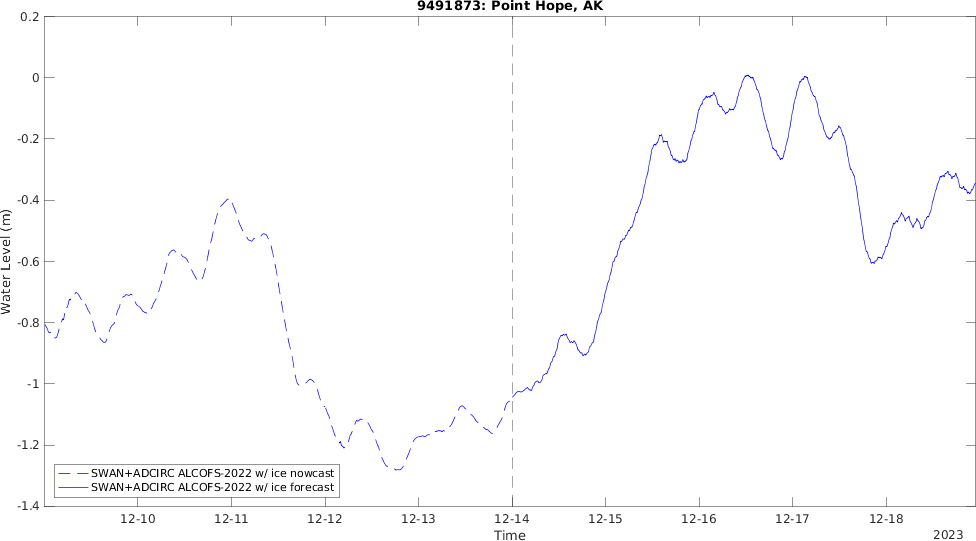 9491873: Point Hope, AK
0.2
0
-0.2
-0.4
-0.6
-0.8
-1
-1.2
-1.4
Water Level (m)
SWAN+ADCIRC ALCOFS-2022 w/ ice nowcast
SWAN+ADCIRC ALCOFS-2022 w/ ice forecast
12-10 12-11 12-12 12-13 12-14 12-15 12-16 12-17 12-18
Time
2023